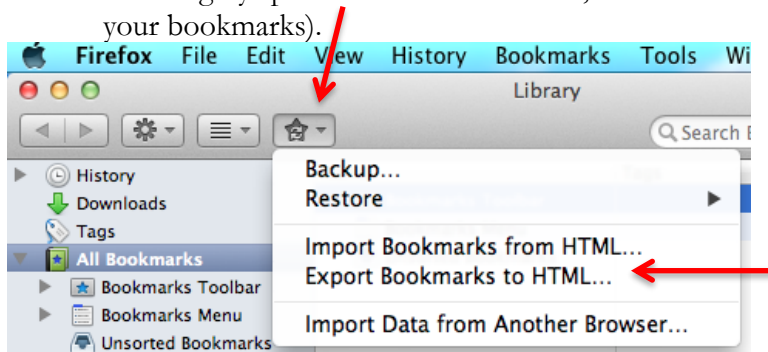 your bookmarks).
Firefox File Edit View History Bookmarks Tools
Library
Search
History
Downloads
Tags
All Bookmarks
Bookmarks Toolbar
Bookmarks Menu
Unsorted Bookmarks
Backup...
Restore
Import Bookmarks from HTML...
Export Bookmarks to HTML...
Import Data from Another Browser...